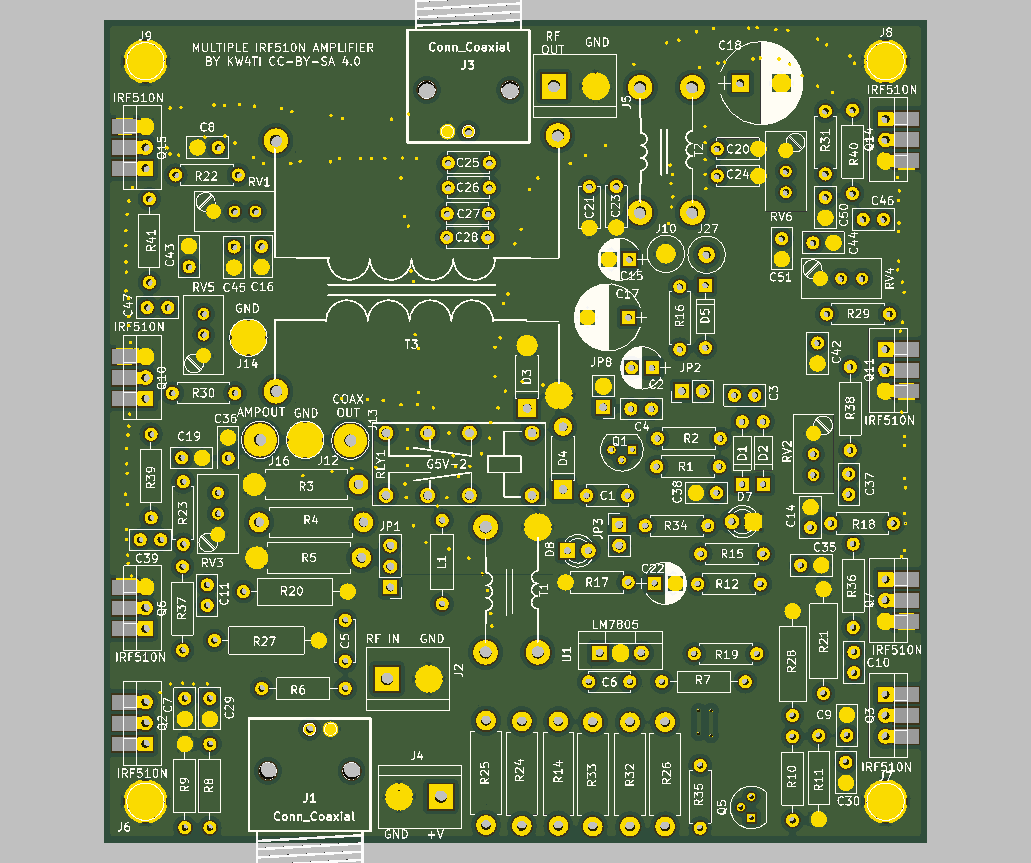 J9
MULTIPLE IRF510N AMPLIFIER
BY KW4TI CC-BY-SA 4.0
Conn_Coaxial
J3
RF
OUT
GND
J5
C18
J8
IRF510N
IRF510N
Q15
C8
R22
RV1
C25
C26
C27
C28
T2
C20
C24
R31
R40
Q14
RV6
C50
C46
C44
C51
RV4
R29
R41
C43
C45
C16
RV5
C47
IRF510N
GND
J14
C21
C23
J10
J27
C15
C17
R16
D5
T3
D3
JP8
C2
JP2
C3
C4
C42
Q11
R38
IRF510N
Q10
R30
AMPOUT
GND
COAX
OUT
J13
J16
J12
C36
C19
R39
R23
RV3
C39
R3
R4
R5
RLY1
G5V-2
D4
Q1
R2
R1
D1
D2
C38
D7
RV2
C37
C14
R18
C1
JP3
R34
R15
D8
R17
C22
R12
C35
R36
Q7
JP1
L1
T1
R20
C11
R37
Q6
IRF510N
R27
C5
RF IN
GND
J2
R6
LM7805
U1
C6
R19
R7
R28
R21
IRF510N
C10
C7
Q2
C29
IRF510N
R9
R8
J6
J1
Conn_Coaxial
J4
GND
+V
R25
R24
R14
R33
R32
R26
R35
Q5
C9
Q3
IRF510N
R10
R11
C30
J7